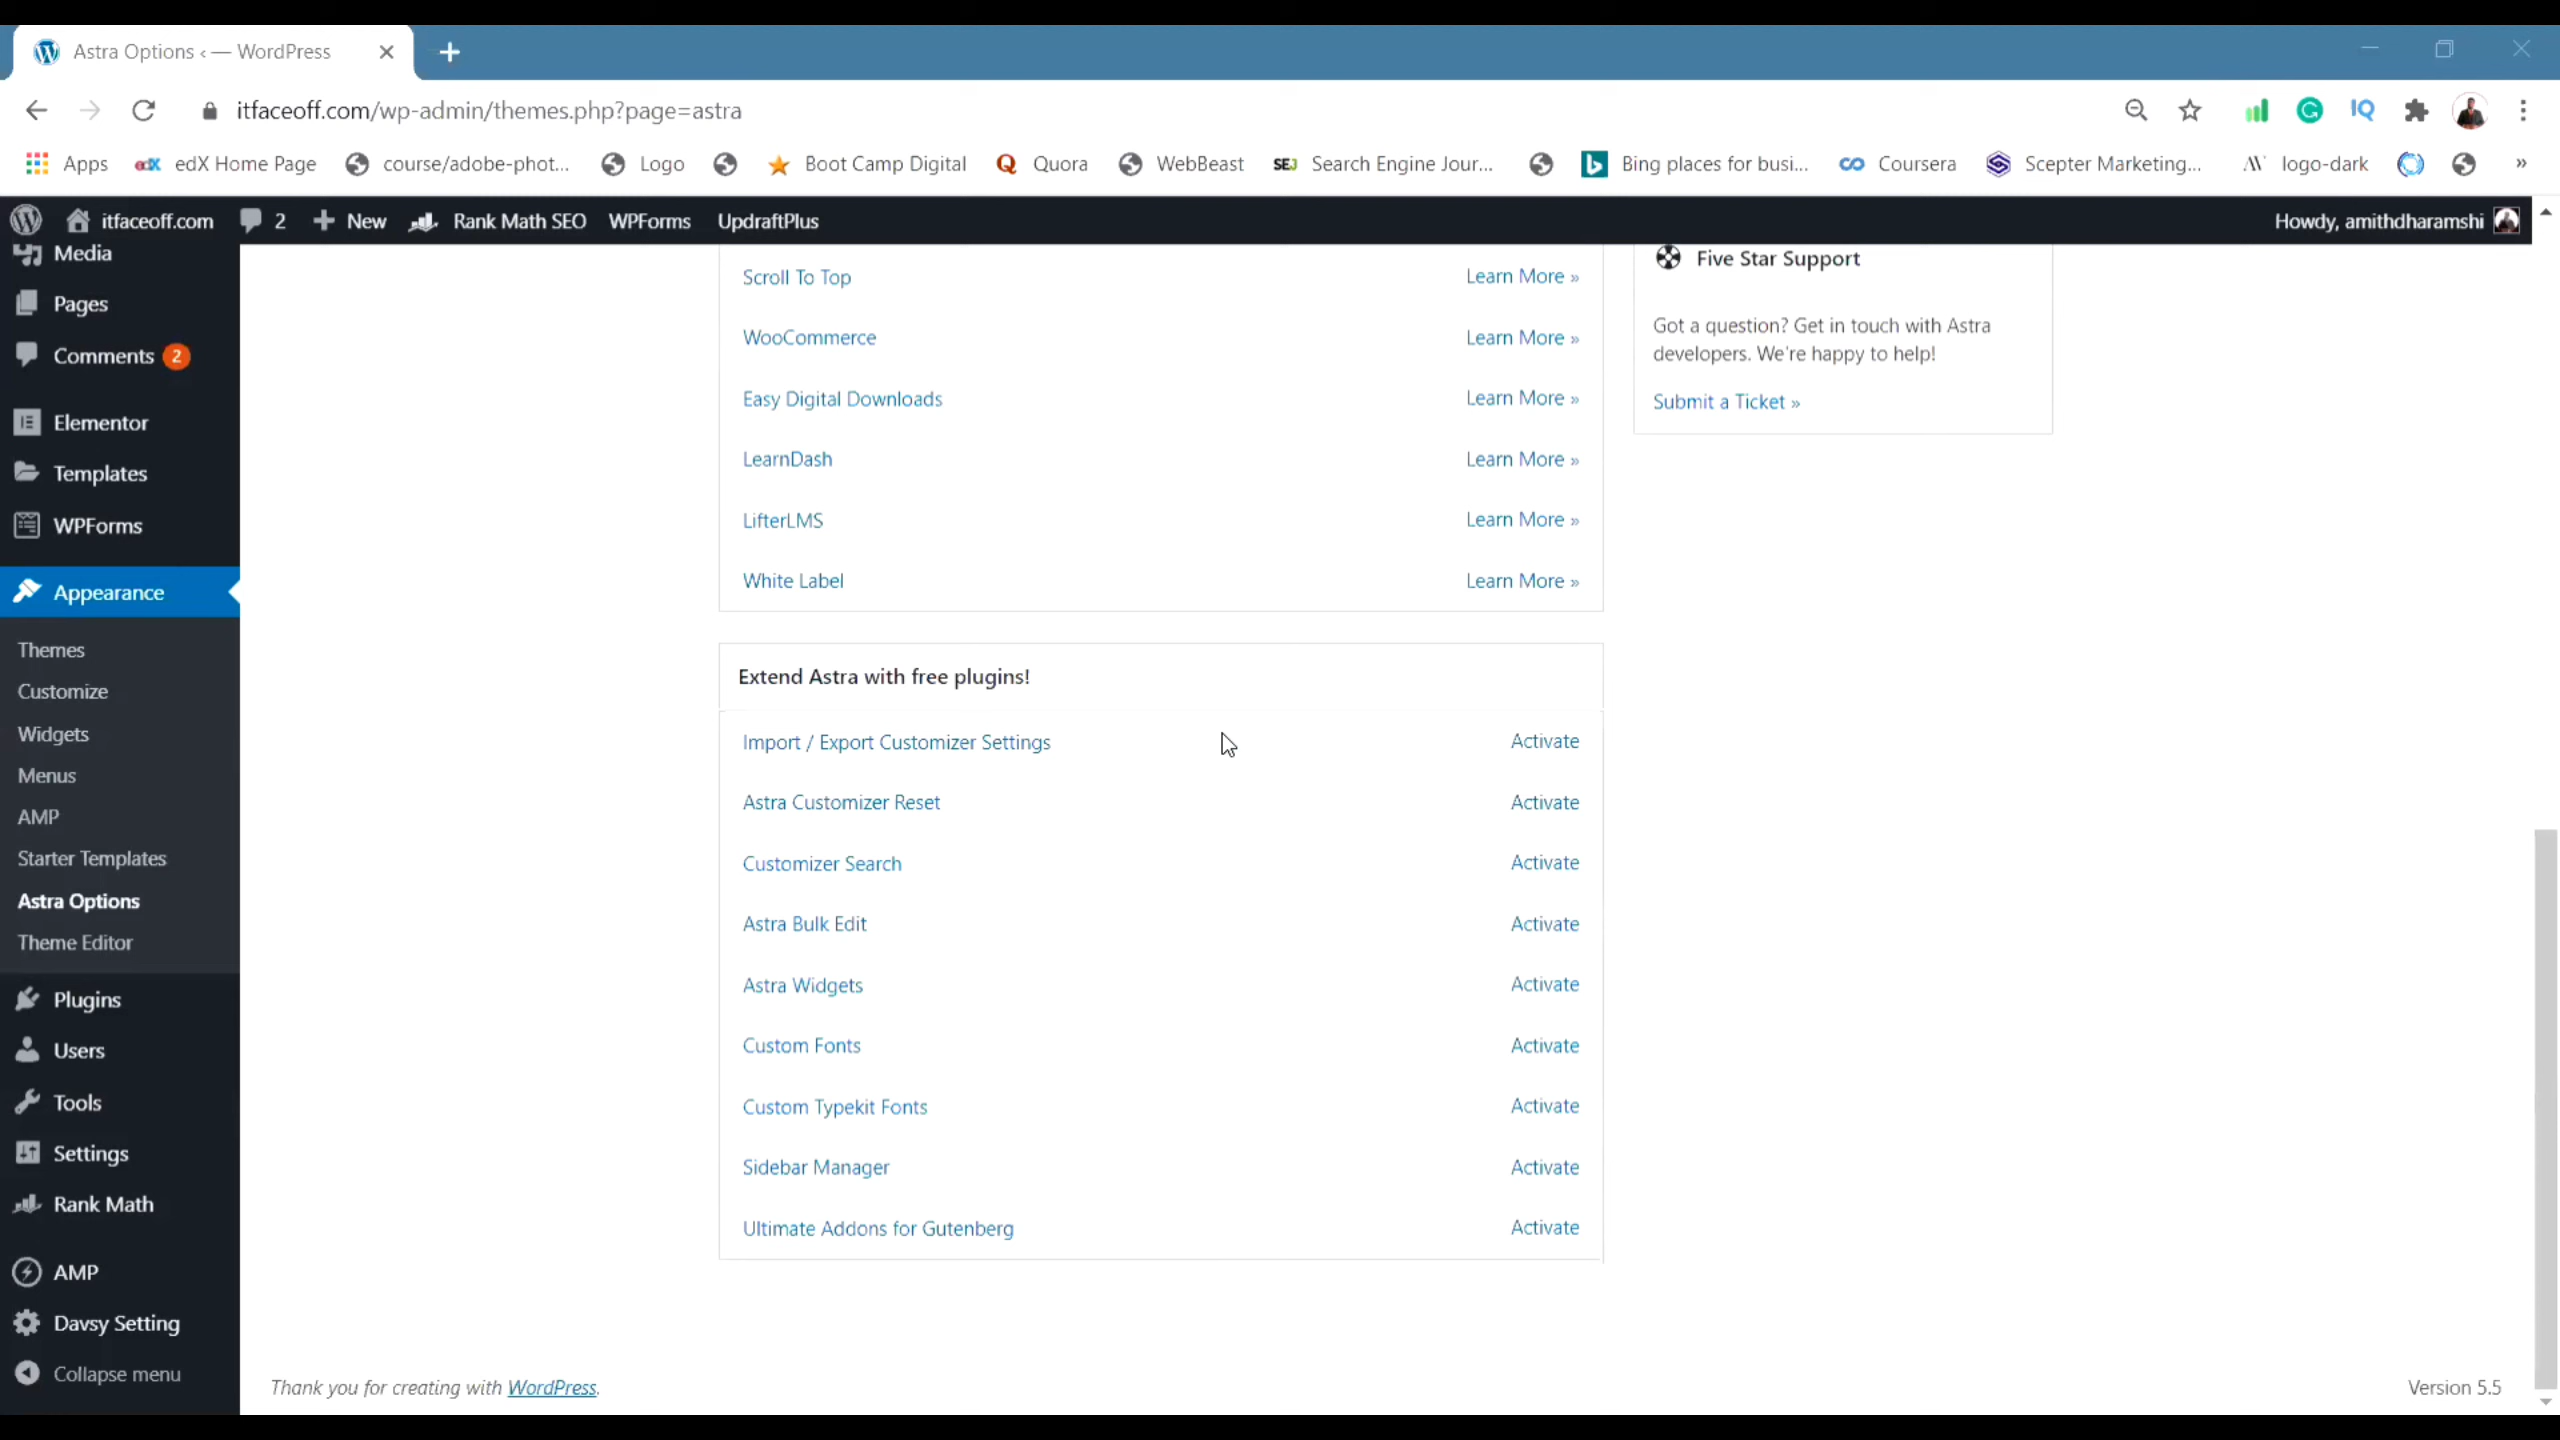 Astra Options ‹ — WordPress
itfaceoff.com/wp-admin/themes.php?page=astra
Apps edX Home Page course/adobe-phot... Logo Boot Camp Digital Quora WebBeast SEJ Search Engine Jour... Bing places for busi... Coursera Scepter Marketing... logo-dark »
itfaceoff.com 2 New Rank Math SEO WPForms UpdraftPlus Howdy, amithdharamshi
Media
Pages
Comments 2
Elementor
Templates
WPForms
Appearance
Themes
Customize
Widgets
Menus
AMP
Starter Templates
Astra Options
Theme Editor
Plugins
Users
Tools
Settings
Rank Math
AMP
Davsy Setting
Collapse menu
Scroll To Top Learn More »
WooCommerce Learn More »
Easy Digital Downloads Learn More »
LearnDash Learn More »
LifterLMS Learn More »
White Label Learn More »
Extend Astra with free plugins!
Import / Export Customizer Settings Activate
Astra Customizer Reset Activate
Customizer Search Activate
Astra Bulk Edit Activate
Astra Widgets Activate
Custom Fonts Activate
Custom Typekit Fonts Activate
Sidebar Manager Activate
Ultimate Addons for Gutenberg Activate
Five Star Support
Got a question? Get in touch with Astra
developers. We're happy to help!
Submit a Ticket »
Thank you for creating with WordPress. Version 5.5